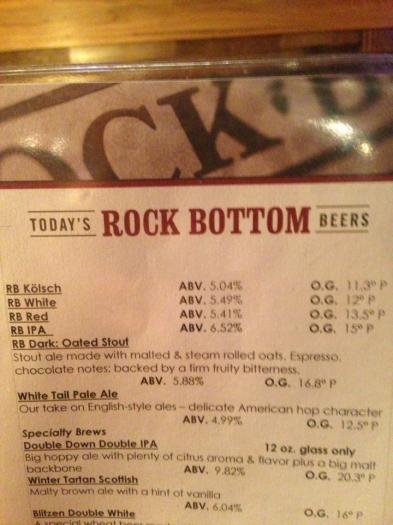 OCK B
TODAY'S ROCK BOTTOM BEERS
RB Kölsch ABV. 5.04% O.G. 11.3° P
RB White ABV. 5.49% O.G. 12° P
RB Red ABV. 5.41% O.G. 13.5° P
RB IPA ABV. 6.52% O.G. 15° P
RB Dark: Oated Stout
Stout ale made with malted & steam rolled oats. Espresso,
chocolate notes; backed by a firm fruity bitterness.
ABV. 5.88% O.G. 16.8° P
White Tail Pale Ale
Our take on English-style ales – delicate American hop character
ABV. 4.99% O.G. 12.5° P
Specialty Brews
Double Down Double IPA 12 oz. glass only
Big hoppy ale with plenty of citrus aroma & flavor plus a big malt
backbone ABV. 9.82% O.G. 20.3° P
Winter Tartan Scottish
Malty brown ale with a hint of vanilla
ABV. 6.04% O.G. 16° P
Blitzen Double White
A special wheat